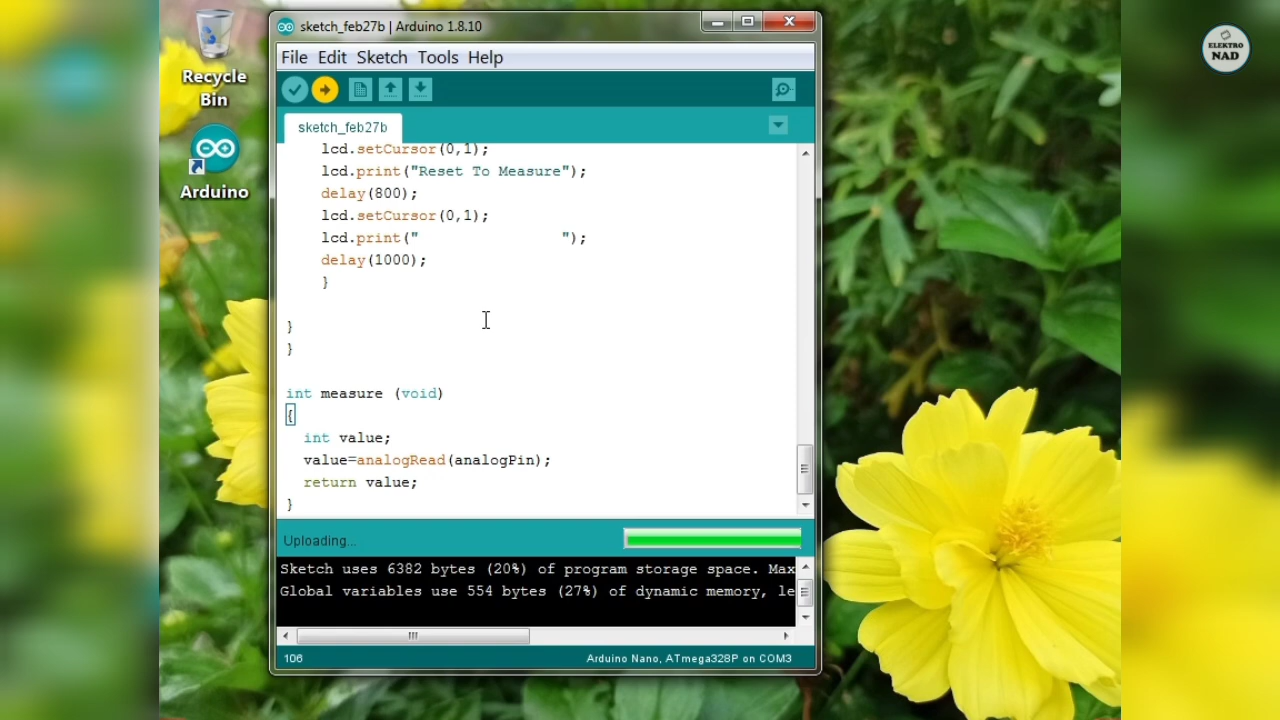 Recycle
Bin
Arduino
sketch_feb27b | Arduino 1.8.10
File Edit Sketch Tools Help
sketch_feb27b
lcd.setCursor(0,1);
lcd.print("Reset To Measure");
delay(800);
lcd.setCursor(0,1);
lcd.print("                ");
delay(1000);
}
}
}
int measure (void)
{
int value;
value=analogRead(analogPin);
return value;
}
Uploading...
Sketch uses 6382 bytes (20%) of program storage space. Max
Global variables use 554 bytes (27%) of dynamic memory, le
106
Arduino Nano, ATmega328P on COM3
ELEKTRO
NAD